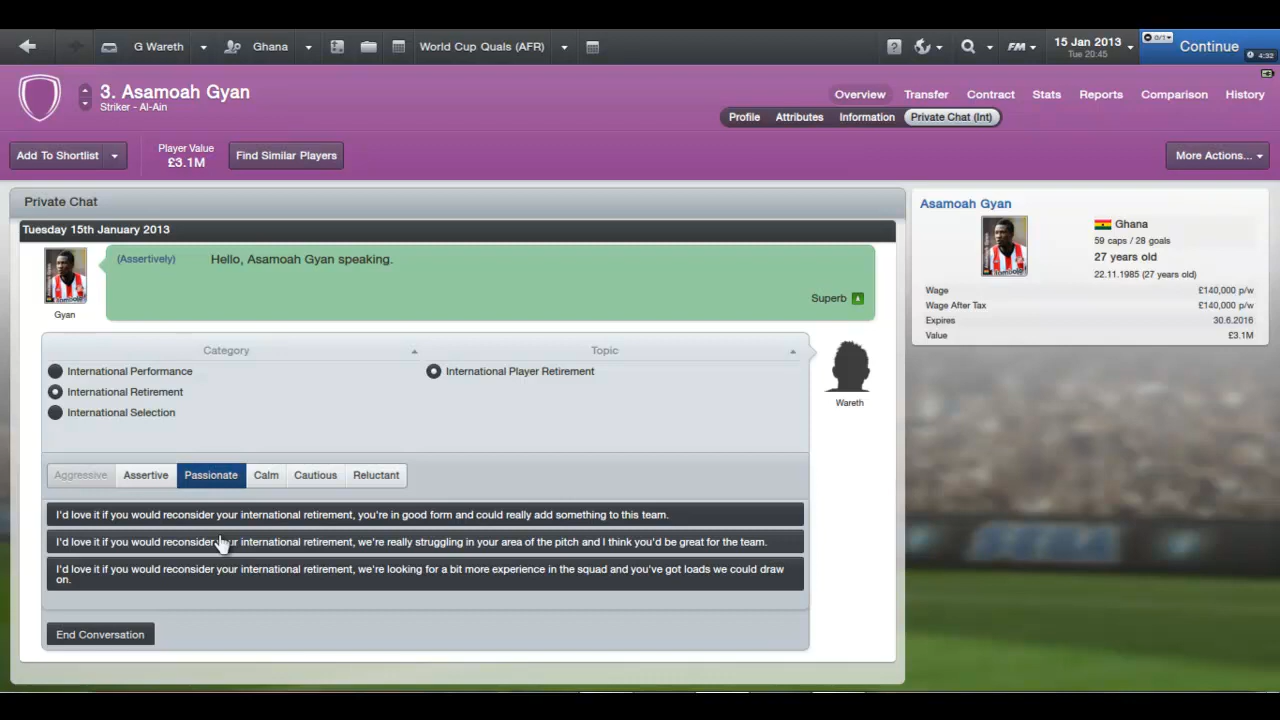 G Wareth
Ghana
World Cup Quals (AFR)
?
FM
15 Jan 2013
Tue 20:45
0/1
Continue
4:32
3. Asamoah Gyan
Striker - Al-Ain
Overview
Transfer
Contract
Stats
Reports
Comparison
History
Profile
Attributes
Information
Private Chat (Int)
Add To Shortlist
Player Value
£3.1M
Find Similar Players
More Actions...
Private Chat
Tuesday 15th January 2013
(Assertively) Hello, Asamoah Gyan speaking.
Superb
Gyan
Category
Topic
International Performance
International Retirement
International Selection
International Player Retirement
Wareth
Aggressive
Assertive
Passionate
Calm
Cautious
Reluctant
I'd love it if you would reconsider your international retirement, you're in good form and could really add something to this team.
I'd love it if you would reconsider your international retirement, we're really struggling in your area of the pitch and I think you'd be great for the team.
I'd love it if you would reconsider your international retirement, we're looking for a bit more experience in the squad and you've got loads we could draw
on.
End Conversation
Asamoah Gyan
Ghana
59 caps / 28 goals
27 years old
22.11.1985 (27 years old)
Wage £140,000 p/w
Wage After Tax £140,000 p/w
Expires 30.6.2016
Value £3.1M
SEGA